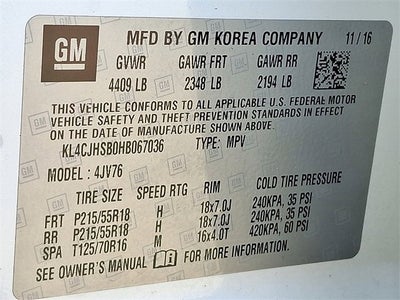 GM MFD BY GM KOREA COMPANY 11/16
GVWR GAWR FRT GAWR RR
4409 LB 2348 LB 2194 LB
THIS VEHICLE CONFORMS TO ALL APPLICABLE U.S. FEDERAL MOTOR
VEHICLE SAFETY AND THEFT PREVENTION STANDARDS IN EFFECT
ON THE DATE OF MANUFACTURE SHOWN ABOVE.
KL4CJHSB0HB067036 TYPE: MPV
MODEL: 4JV76
TIRE SIZE SPEED RTG RIM COLD TIRE PRESSURE
FRT P215/55R18 H 18x7.0J 240KPA, 35 PSI
RR P215/55R18 H 18x7.0J 240KPA, 35 PSI
SPA T125/70R16 M 16x4.0T 420KPA, 60 PSI
SEE OWNER'S MANUAL FOR MORE INFORMATION.